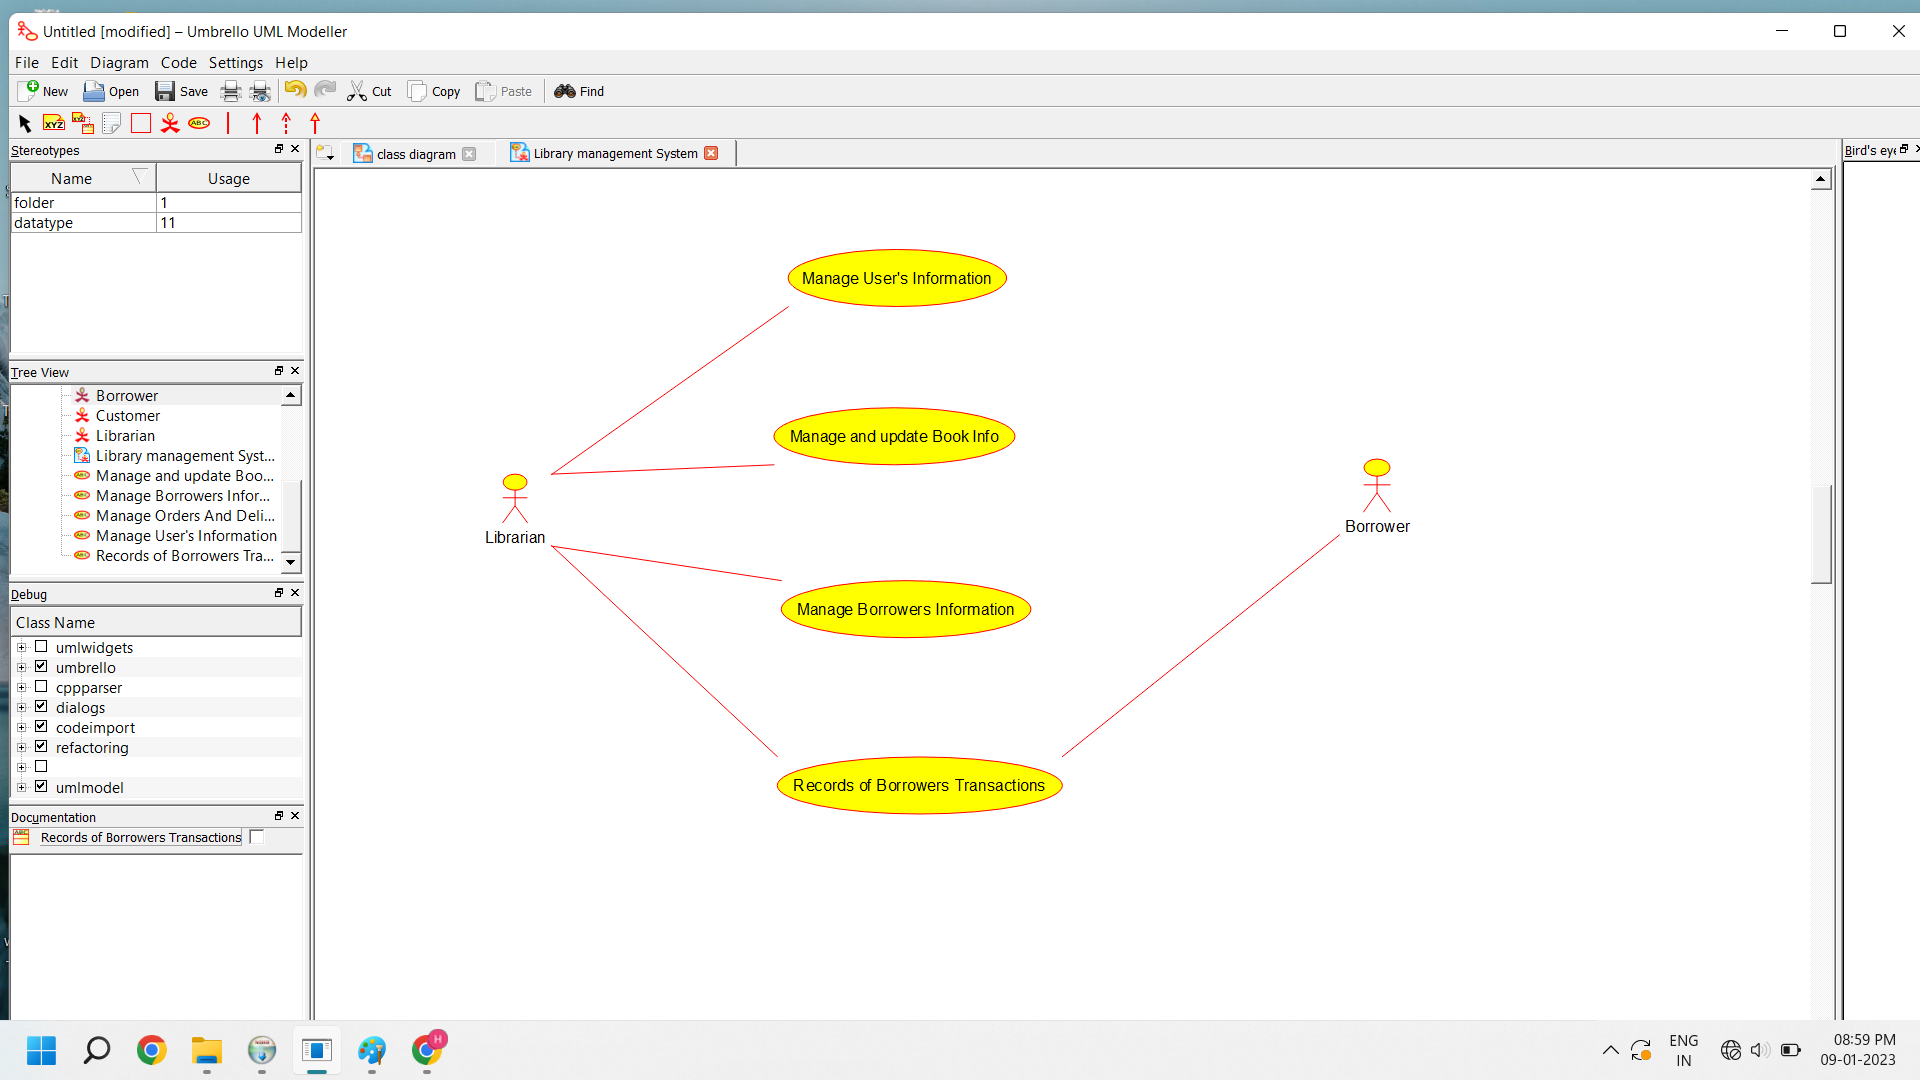 Untitled [modified] – Umbrello UML Modeller
File Edit Diagram Code Settings Help
New Open Save Cut Copy Paste Find
XYZ XYZ ABC
Stereotypes
Name Usage
folder 1
datatype 11
Tree View
Borrower
Customer
Librarian
Library management Syst...
Manage and update Boo...
Manage Borrowers Infor...
Manage Orders And Deli...
Manage User's Information
Records of Borrowers Tra...
Debug
Class Name
umlwidgets
umbrello
cppparser
dialogs
codeimport
refactoring
umlmodel
Documentation
Records of Borrowers Transactions
class diagram
Library management System
Bird's eye
Manage User's Information
Manage and update Book Info
Librarian
Borrower
Manage Borrowers Information
Records of Borrowers Transactions
H
ENG
IN
08:59 PM
09-01-2023